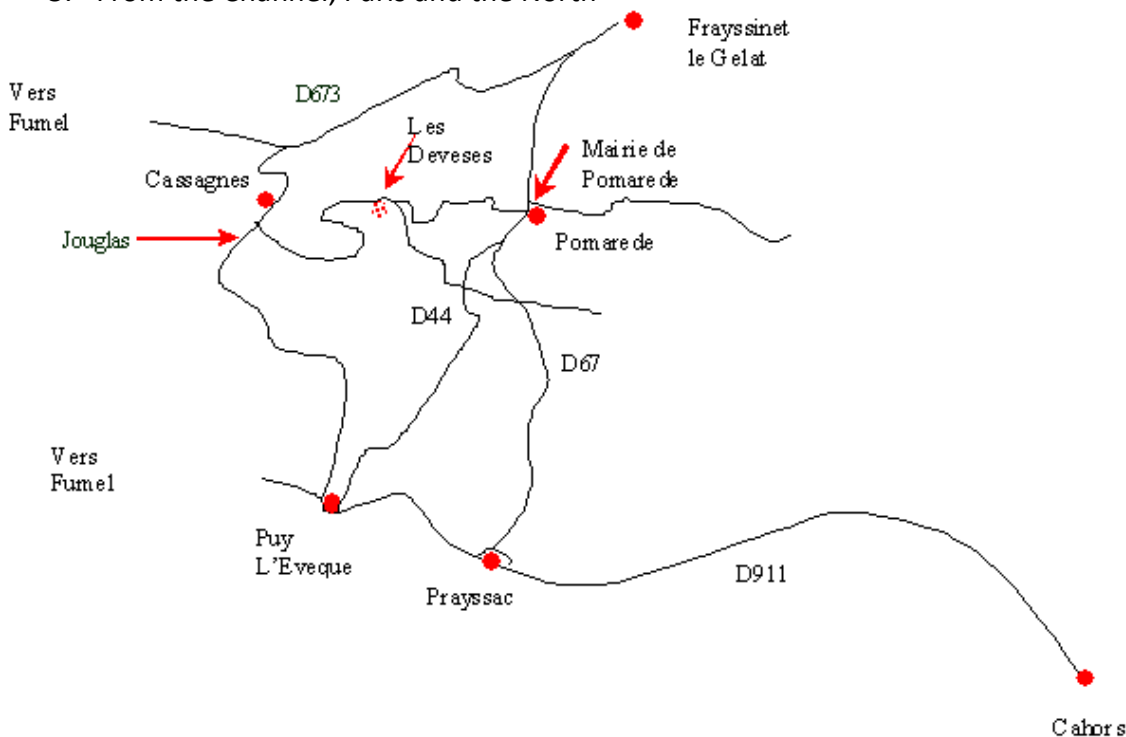 From the Channel, Paris and the North
Frayssinet
le Gelat
Vers
Fumel
D673
Les
Deveses
Mairie de
Pomarede
Cassagnes
Jouglas
Pomarede
D44
D67
Vers
Fumel
Puy
L'Eveque
Prayssac
D911
Cahors